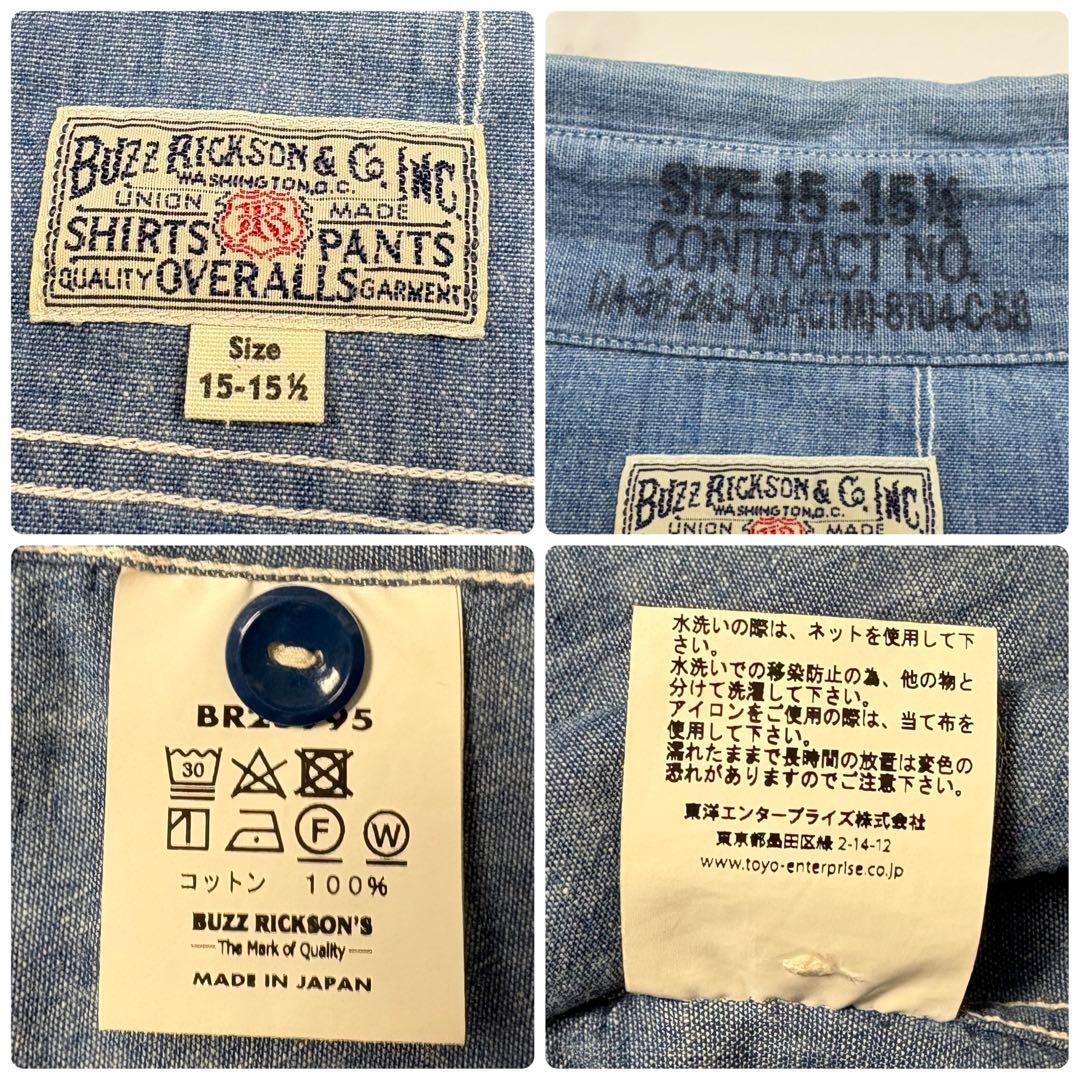 BUZZ RICKSON & CO. INC.
WASHINGTON, D.C.
UNION MADE
SHIRTS PANTS
QUALITY OVERALLS GARMENT
Size
15-15½
SIZE 15-15½
CONTRACT NO.
BUZZ RICKSON & CO. INC.
WASHINGTON, D.C.
UNION MADE
30
F
W
コットン 100%
BUZZ RICKSON'S
The Mark of Quality
MADE IN JAPAN
水洗いの際は、ネットを使用して下
さい。
水洗いでの移染防止の為、他の物と
分けて洗濯して下さい。
アイロンをご使用の際は、当て布を
使用して下さい。
濡れたままで長時間の放置は変色の
恐れがありますのでご注意下さい。
東洋エンタープライズ株式会社
東京都墨田区緑 2-14-12
www.toyo-enterprise.co.jp